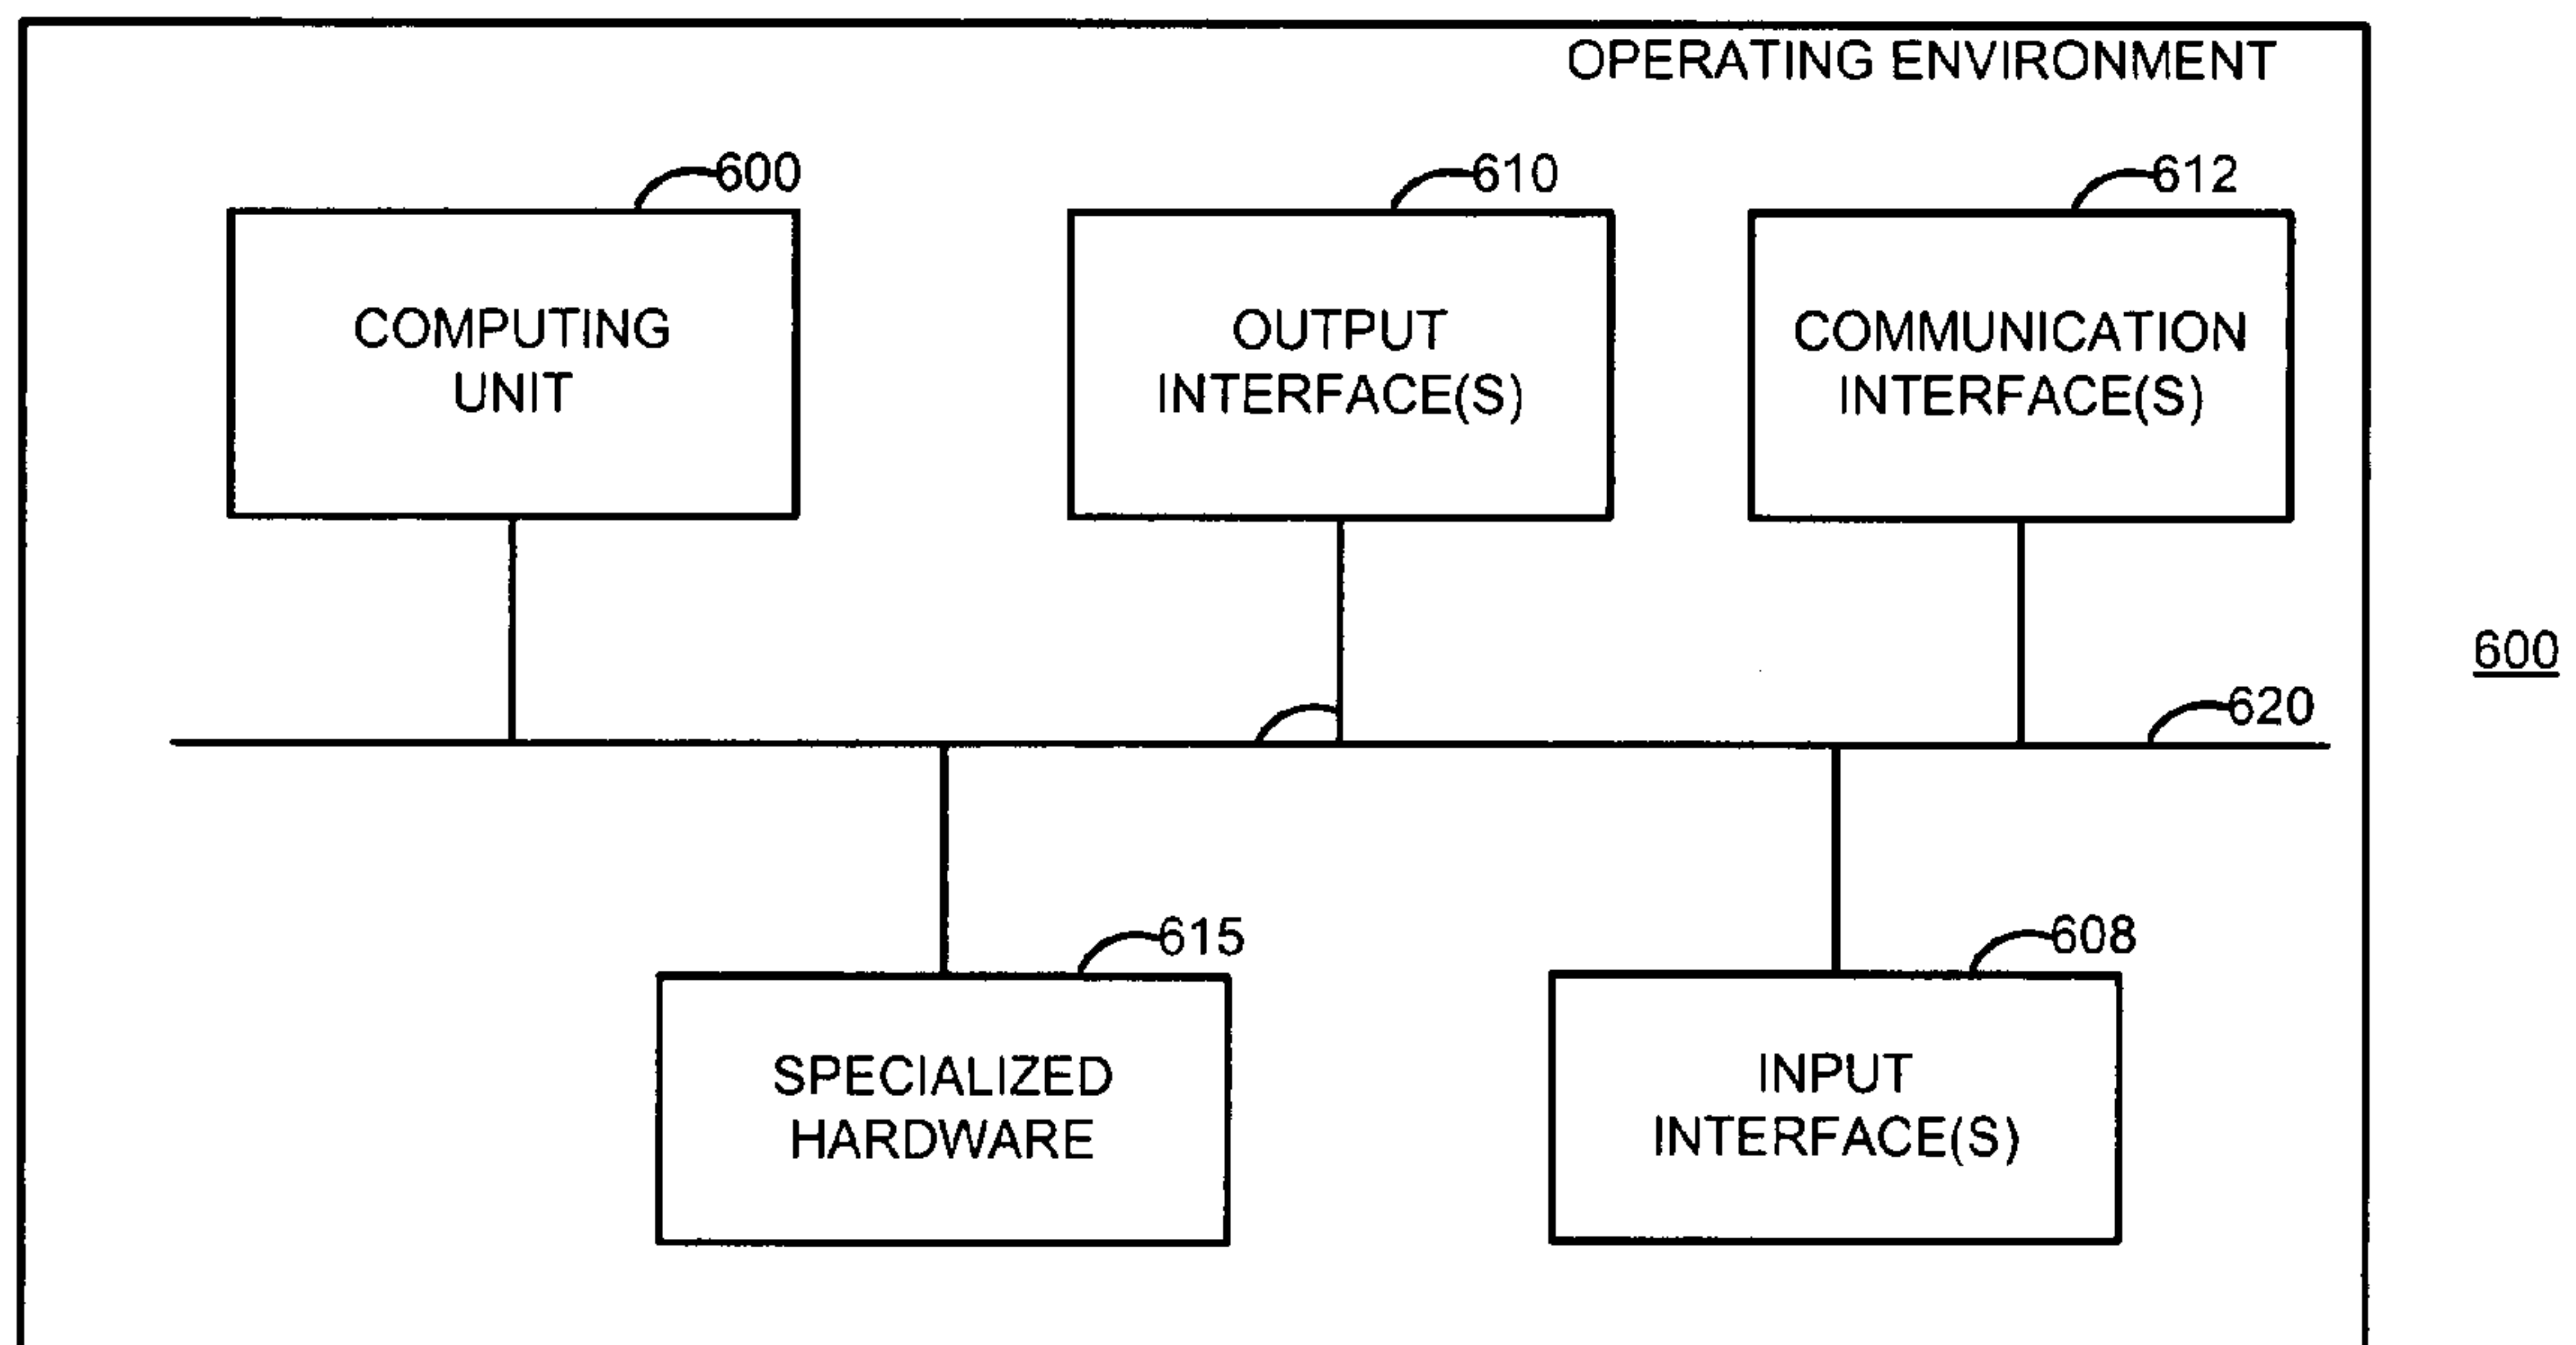 OPERATING ENVIRONMENT
600
610
612
COMPUTING
UNIT
OUTPUT
INTERFACE(S)
COMMUNICATION
INTERFACE(S)
600
620
615
608
SPECIALIZED
HARDWARE
INPUT
INTERFACE(S)